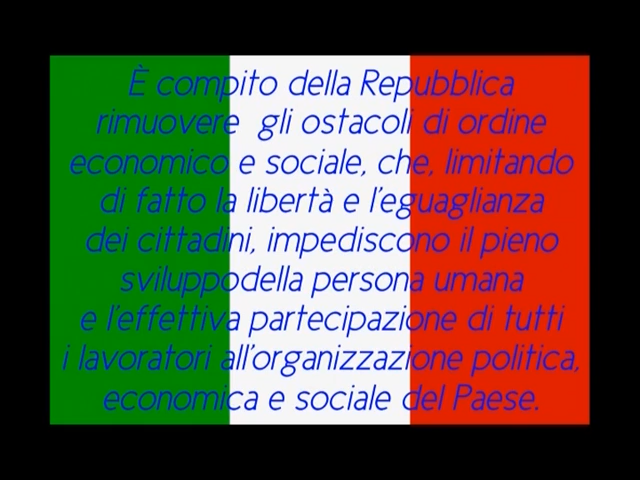 È compito della Repubblica
rimuovere gli ostacoli di ordine
economico e sociale, che, limitando
di fatto la libertà e l'eguaglianza
dei cittadini, impediscono il pieno
sviluppodella persona umana
e l'effettiva partecipazione di tutti
i lavoratori all'organizzazione politica,
economica e sociale del Paese.